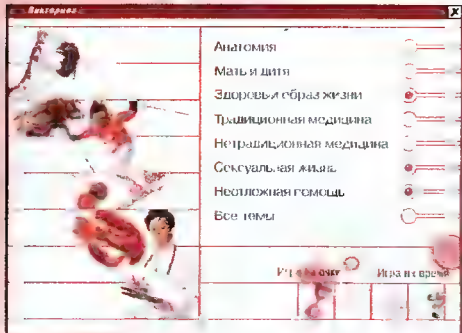 Викторина
Анатомия
Мать и дитя
Здоровый образ жизни
Традиционная медицина
Нетрадиционная медицина
Сексуальная жизнь
Неотложная помощь
Все темы
Игра на очки Игра на время